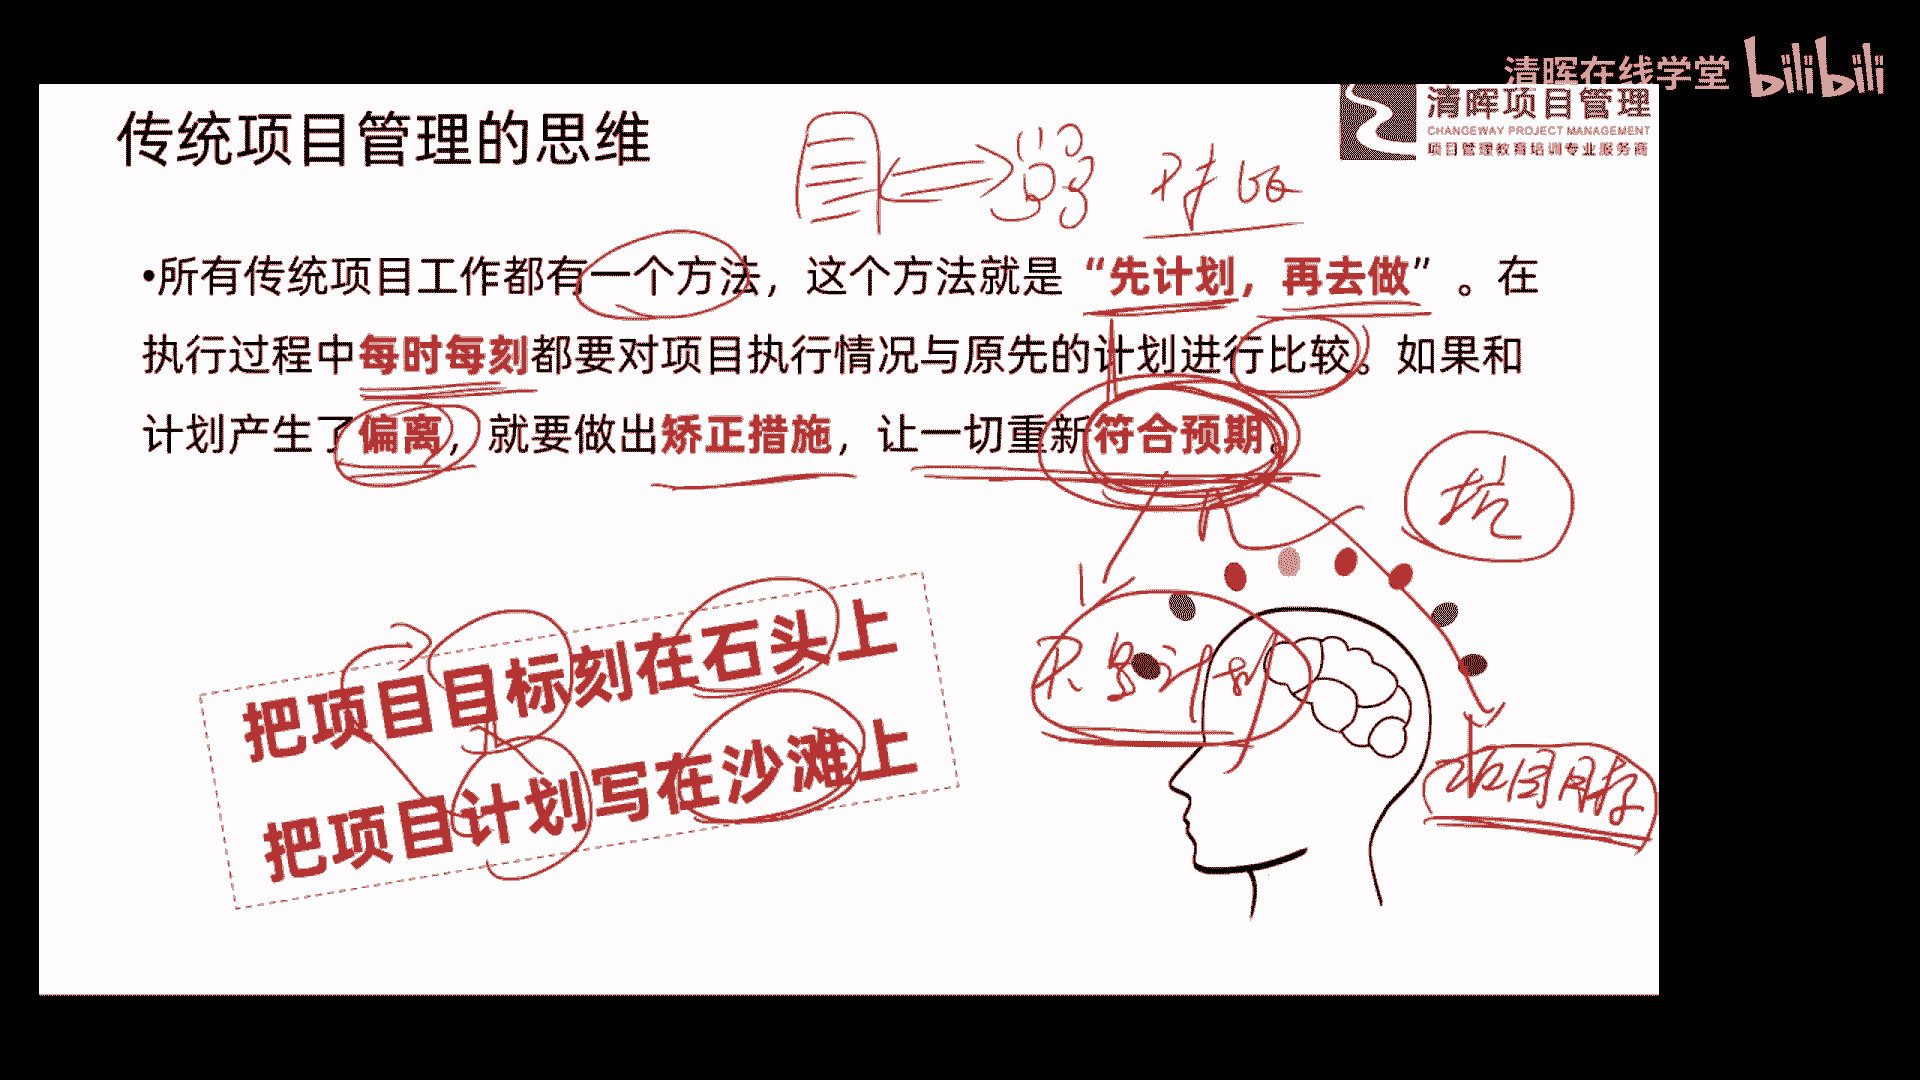 清晖在线学堂 bilibili
清晖项目管理
CHANGEWAY PROJECT MANAGEMENT
项目管理教育培训专业服务商
传统项目管理的思维
对比
•所有传统项目工作都有一个方法，这个方法就是“先计划，再去做”。在
执行过程中每时每刻都要对项目执行情况与原先的计划进行比较。如果和
计划产生了偏离，就要做出矫正措施，让一切重新符合预期。
坑
把项目目标刻在石头上
把项目计划写在沙滩上
不是计划
项目目标